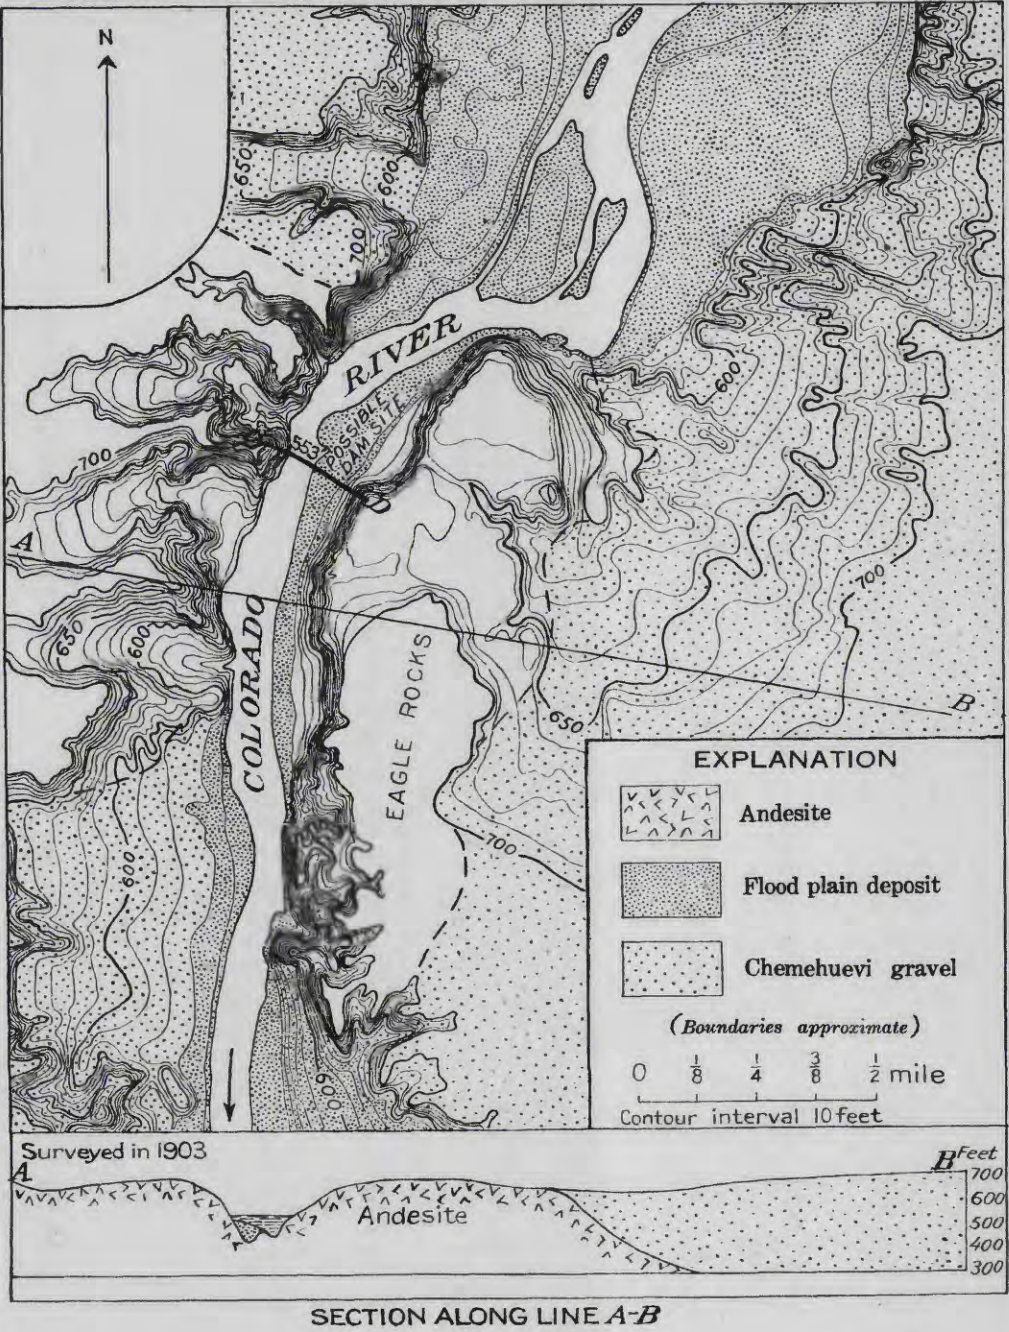 N
650
600
700
RIVER
POSSIBLE
DAM SITE
553?
600
700
A
700
650
600
COLORADO
EAGLE ROCKS
B
650
700
600
600
EXPLANATION
Andesite
Flood plain deposit
Chemehuevi gravel
(Boundaries approximate)
0 1/8 1/4 3/8 1/2 mile
Contour interval 10 feet
Surveyed in 1903
A
B Feet
700
600
500
400
300
Andesite
SECTION ALONG LINE A-B